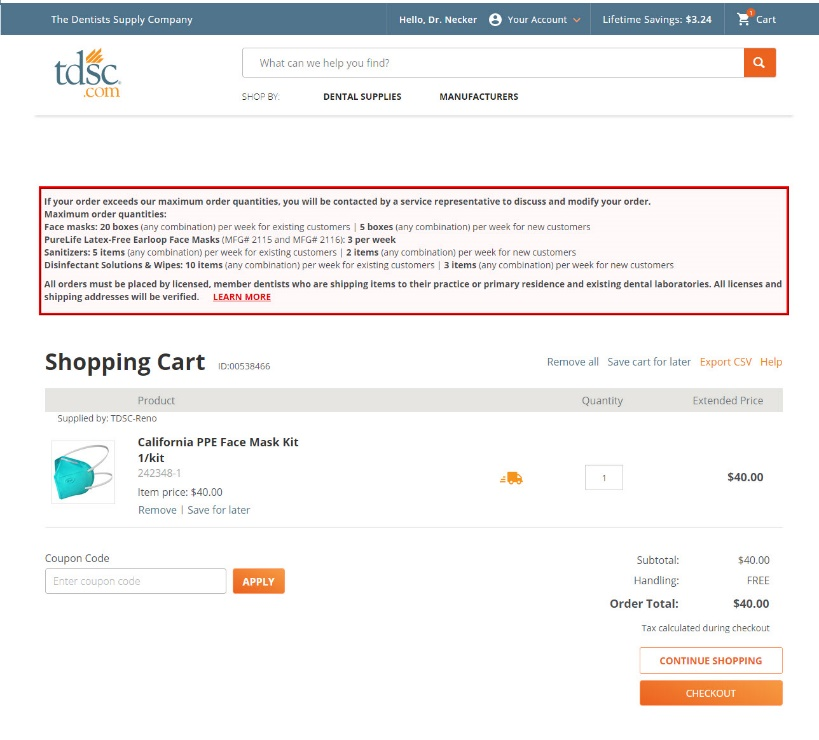 The Dentists Supply Company
Hello, Dr. Necker Your Account Lifetime Savings: $3.24 1 Cart
tdsc
.com
What can we help you find?
SHOP BY: DENTAL SUPPLIES MANUFACTURERS
If your order exceeds our maximum order quantities, you will be contacted by a service representative to discuss and modify your order.
Maximum order quantities:
Face masks: 20 boxes (any combination) per week for existing customers | 5 boxes (any combination) per week for new customers
PureLife Latex-Free Earloop Face Masks (MFG# 2115 and MFG# 2116): 3 per week
Sanitizers: 5 items (any combination) per week for existing customers | 2 items (any combination) per week for new customers
Disinfectant Solutions & Wipes: 10 items (any combination) per week for existing customers | 3 items (any combination) per week for new customers
All orders must be placed by licensed, member dentists who are shipping items to their practice or primary residence and existing dental laboratories. All licenses and
shipping addresses will be verified. LEARN MORE
Shopping Cart ID:00538466
Remove all Save cart for later Export CSV Help
Product Quantity Extended Price
Supplied by: TDSC-Reno
California PPE Face Mask Kit
1/kit
242348-1
Item price: $40.00
Remove | Save for later
1
$40.00
Coupon Code
Enter coupon code APPLY
Subtotal: $40.00
Handling: FREE
Order Total: $40.00
Tax calculated during checkout
CONTINUE SHOPPING
CHECKOUT